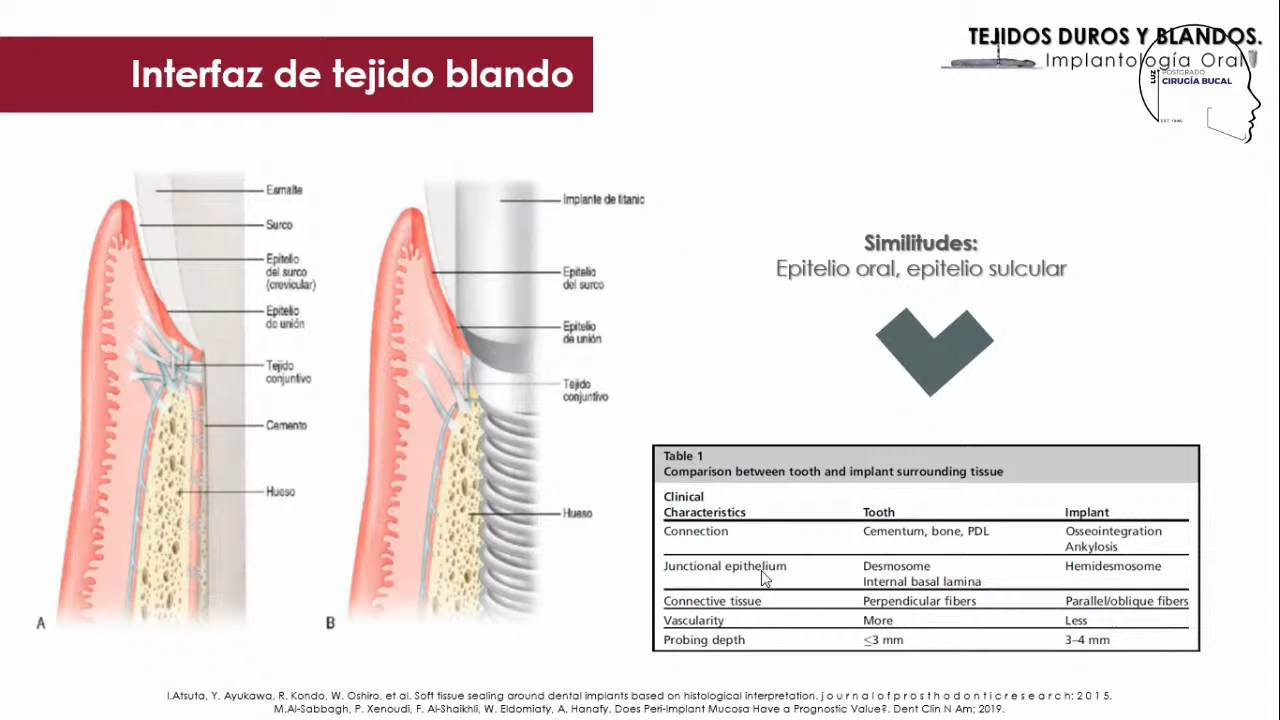 TEJIDOS DUROS Y BLANDOS.
Implantología Oral
LUZ
POSTGRADO
CIRUGÍA BUCAL
EST. 1995
Interfaz de tejido blando
Esmalte
Surco
Epitelio
del surco
(crevicular)
Epitelio
de unión
Tejido
conjuntivo
Cemento
Hueso
A
Implante de titanio
Epitelio
del surco
Epitelio
de unión
Tejido
conjuntivo
Hueso
B
Similitudes:
Epitelio oral, epitelio sulcular
Table 1
Comparison between tooth and implant surrounding tissue
Clinical
Characteristics Tooth Implant
Connection Cementum, bone, PDL Osseointegration
Ankylosis
Junctional epithelium Desmosome Hemidesmosome
Internal basal lamina
Connective tissue Perpendicular fibers Parallel/oblique fibers
Vascularity More Less
Probing depth ≤3 mm 3–4 mm
I.Atsuta, Y. Ayukawa, R. Kondo, W. Oshiro, et al. Soft tissue sealing around dental implants based on histological interpretation. j o u r n a l o f p r o s t h o d o n t i c r e s e a r c h; 2 0 1 5.
M.Al-Sabbagh, P. Xenoudi, F. Al-Shaikhli, W. Eldomiaty, A. Hanafy. Does Peri-Implant Mucosa Have a Prognostic Value?. Dent Clin N Am; 2019.